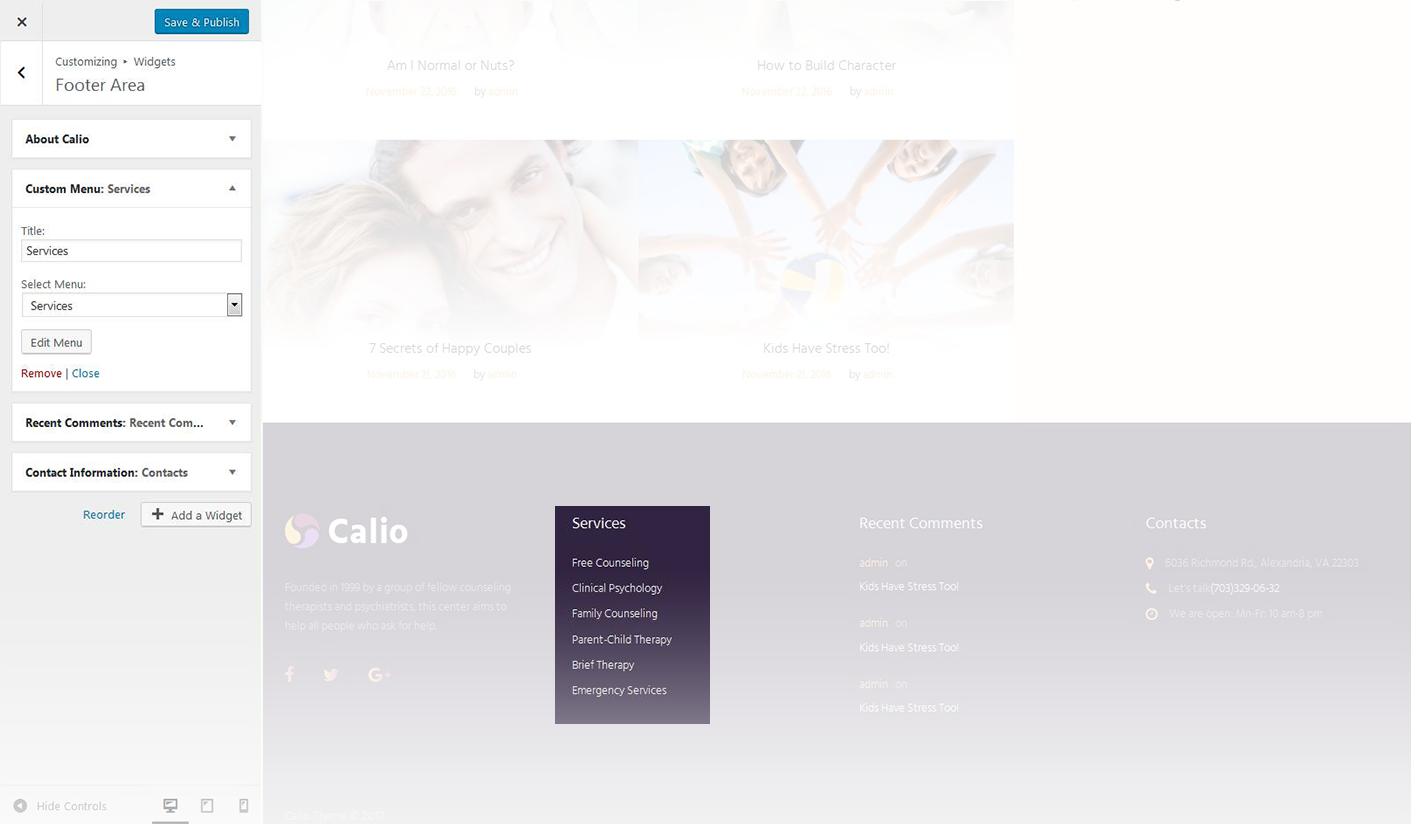 Save & Publish
Customizing ▸ Widgets
Footer Area
About Calio
Custom Menu: Services
Title:
Services
Select Menu:
Services
Edit Menu
Remove | Close
Recent Comments: Recent Com...
Contact Information: Contacts
Reorder
Add a Widget
Hide Controls
Am I Normal or Nuts?
November 22, 2016 by admin
How to Build Character
November 22, 2016 by admin
7 Secrets of Happy Couples
November 21, 2016 by admin
Kids Have Stress Too!
November 21, 2016 by admin
Calio
Founded in 1999 by a group of fellow counseling
therapists and psychiatrists, this center aims to
help all people who ask for help.
Services
Free Counseling
Clinical Psychology
Family Counseling
Parent-Child Therapy
Brief Therapy
Emergency Services
Recent Comments
admin on
Kids Have Stress Too!
admin on
Kids Have Stress Too!
admin on
Kids Have Stress Too!
Contacts
6036 Richmond Rd., Alexandria, VA 22303
Let's talk(703)329-06-32
We are open: Mn-Fr: 10 am-8 pm
Calio Theme © 2017